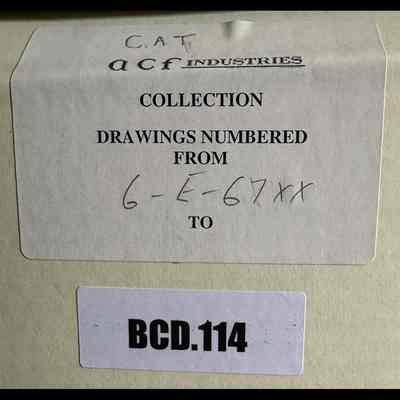 C.A.T
acf INDUSTRIES
COLLECTION
DRAWINGS NUMBERED
FROM
6-E-67XX
TO
BCD.114